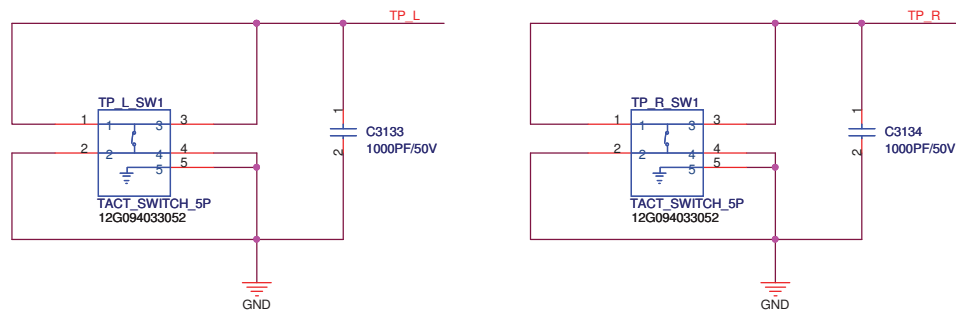 TP_L
TP_L_SW1
1
1
3
3
2
2
4
4
5
5
TACT_SWITCH_5P
12G094033052
1
2
C3133
1000PF/50V
GND
TP_R
TP_R_SW1
1
1
3
3
2
2
4
4
5
5
TACT_SWITCH_5P
12G094033052
1
2
C3134
1000PF/50V
GND